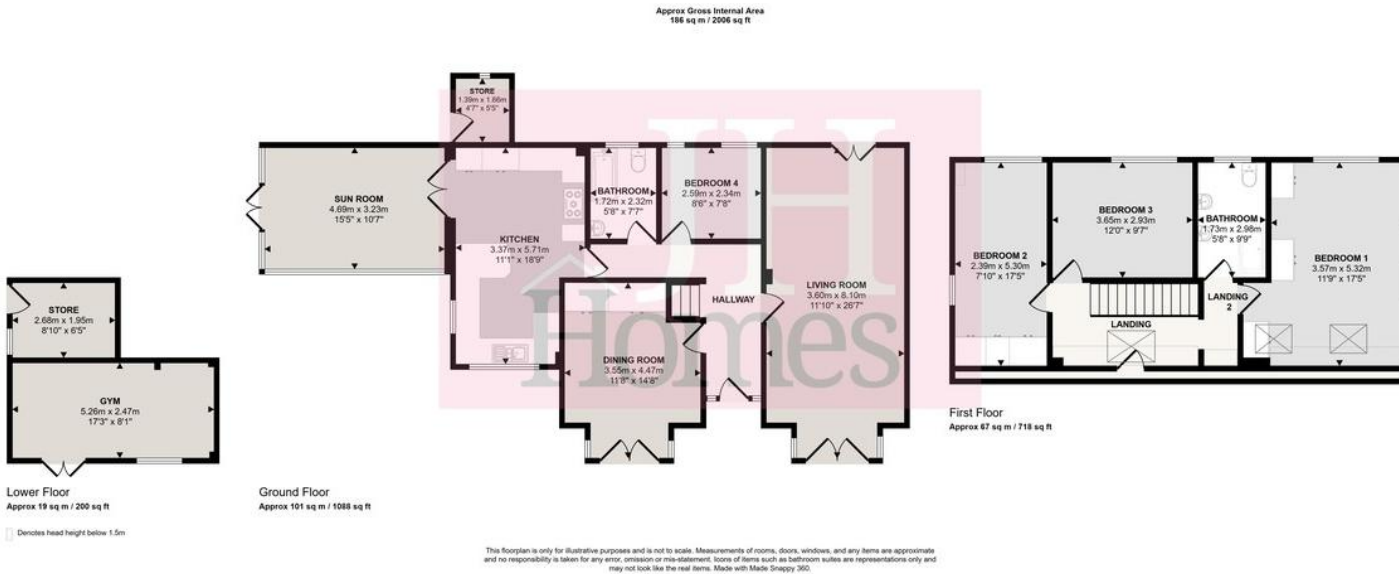 Approx Gross Internal Area
186 sq m / 2006 sq ft
STORE
1.39m x 1.66m
4'7" x 5'5"
SUN ROOM
4.69m x 3.23m
15'5" x 10'7"
KITCHEN
3.37m x 5.71m
11'1" x 18'9"
BATHROOM
1.72m x 2.32m
5'8" x 7'7"
BEDROOM 4
2.59m x 2.34m
8'6" x 7'8"
LIVING ROOM
3.60m x 8.10m
11'10" x 26'7"
HALLWAY
DINING ROOM
3.55m x 4.47m
11'8" x 14'8"
JH
Homes
STORE
2.68m x 1.95m
8'10" x 6'5"
GYM
5.26m x 2.47m
17'3" x 8'1"
BEDROOM 2
2.39m x 5.30m
7'10" x 17'5"
BEDROOM 3
3.65m x 2.93m
12'0" x 9'7"
BATHROOM
1.73m x 2.98m
5'8" x 9'9"
BEDROOM 1
3.57m x 5.32m
11'9" x 17'5"
LANDING
LANDING
2
Lower Floor
Approx 19 sq m / 200 sq ft
Denotes head height below 1.5m
Ground Floor
Approx 101 sq m / 1088 sq ft
First Floor
Approx 67 sq m / 718 sq ft
This floorplan is only for illustrative purposes and is not to scale. Measurements of rooms, doors, windows, and any items are approximate
and no responsibility is taken for any error, omission or mis-statement. Icons of items such as bathroom suites are representations only and
may not look like the real items. Made with Made Snappy 360.